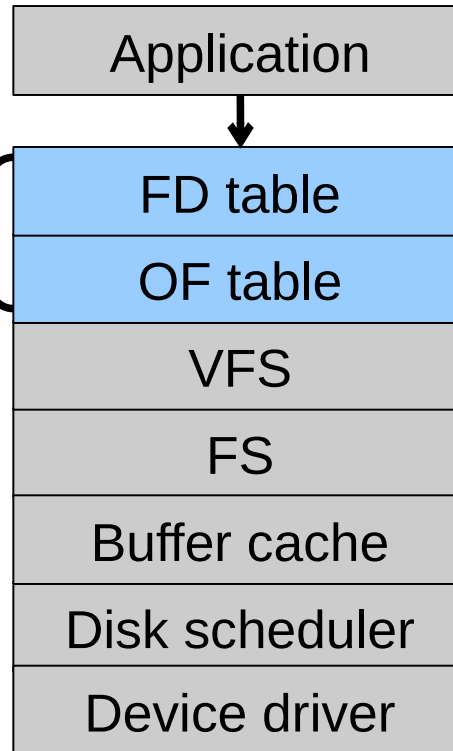 Application
FD table
OF table
VFS
FS
Buffer cache
Disk scheduler
Device driver